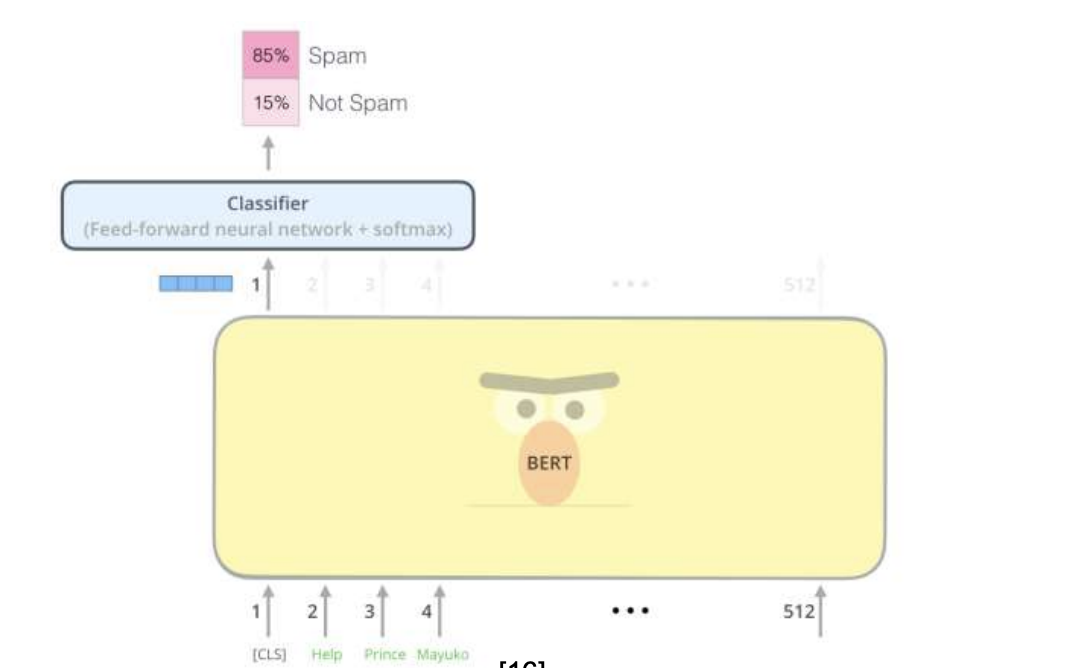 85% Spam
15% Not Spam
Classifier
(Feed-forward neural network + softmax)
1 2 3 4 ••• 512
BERT
1 2 3 4 ••• 512
[CLS] Help Prince Mayuko
[16]